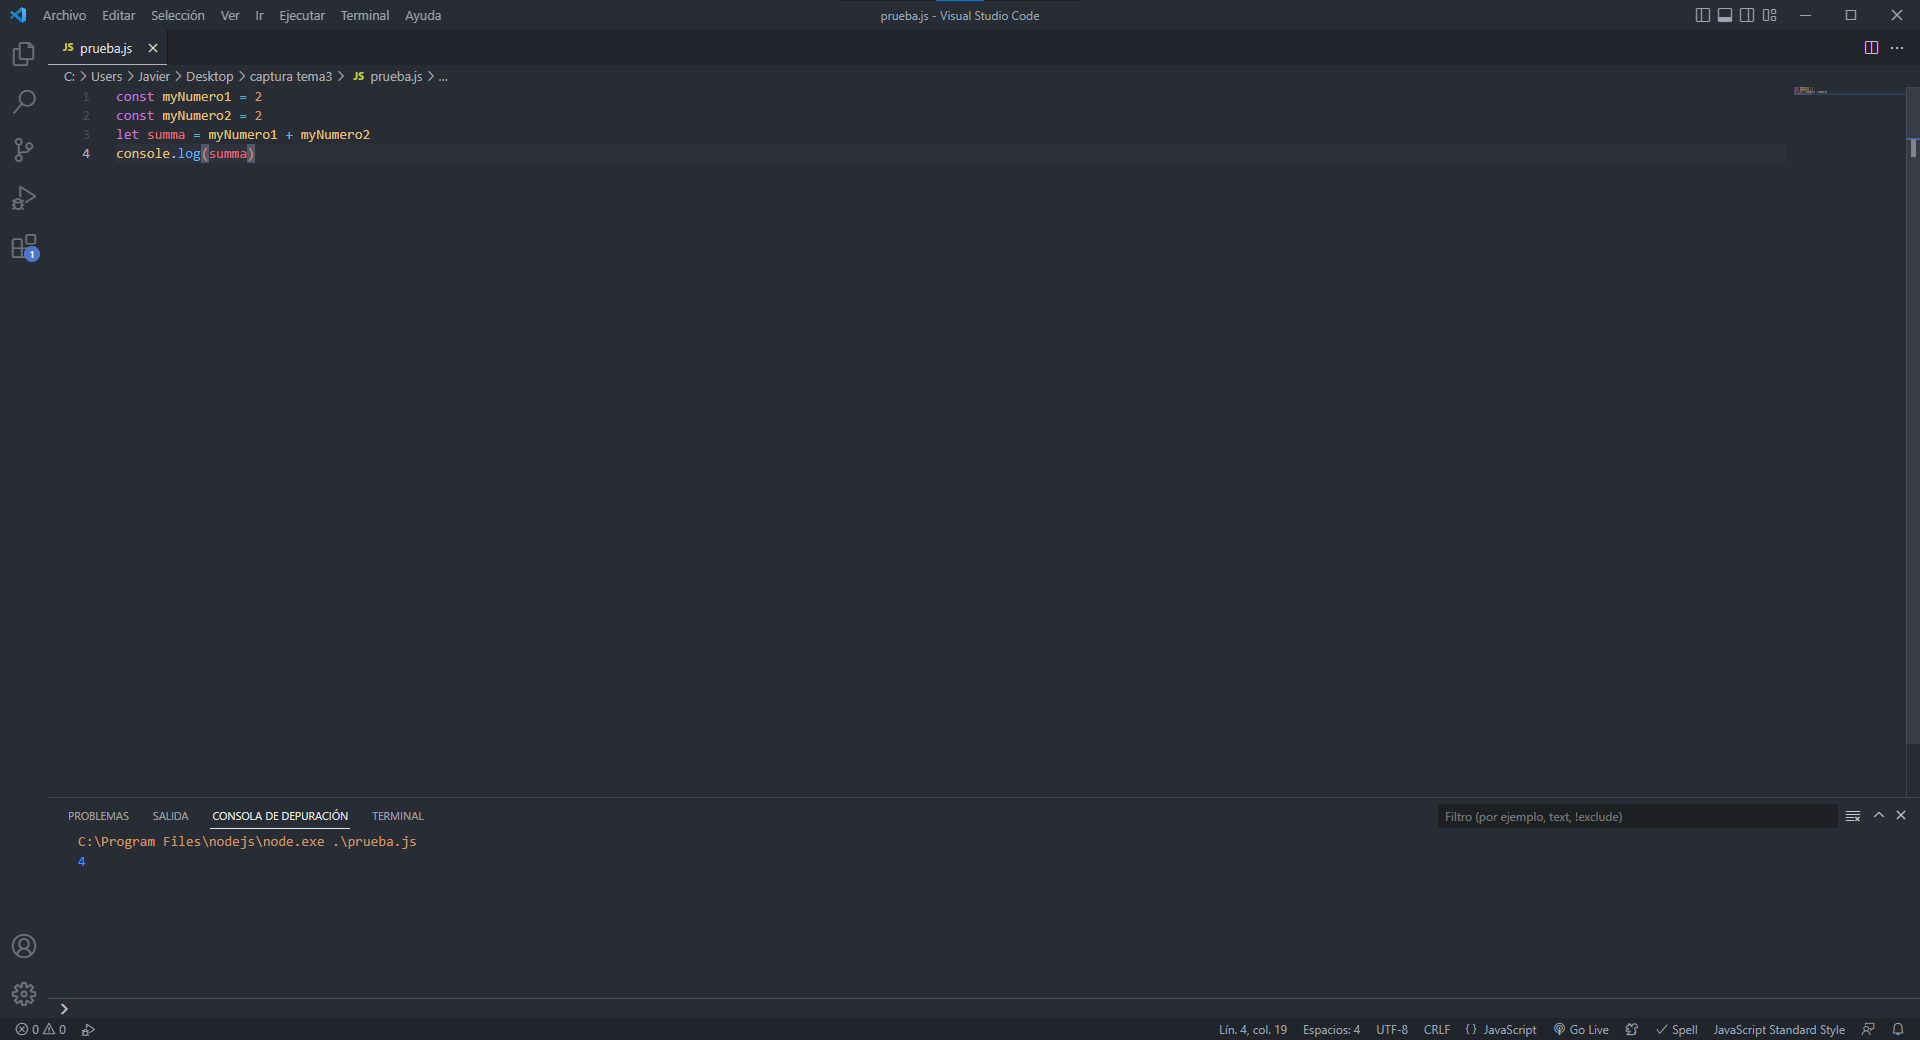 Archivo Editar Selección Ver Ir Ejecutar Terminal Ayuda prueba.js - Visual Studio Code
JS prueba.js
C: > Users > Javier > Desktop > captura tema3 > JS prueba.js > ...
1 const myNumero1 = 2
2 const myNumero2 = 2
3 let summa = myNumero1 + myNumero2
4 console.log(summa)
1
PROBLEMAS SALIDA CONSOLA DE DEPURACIÓN TERMINAL Filtro (por ejemplo, text, !exclude)
C:\Program Files\nodejs\node.exe .\prueba.js
4
0 0 Lín. 4, col. 19 Espacios: 4 UTF-8 CRLF {} JavaScript Go Live Spell JavaScript Standard Style